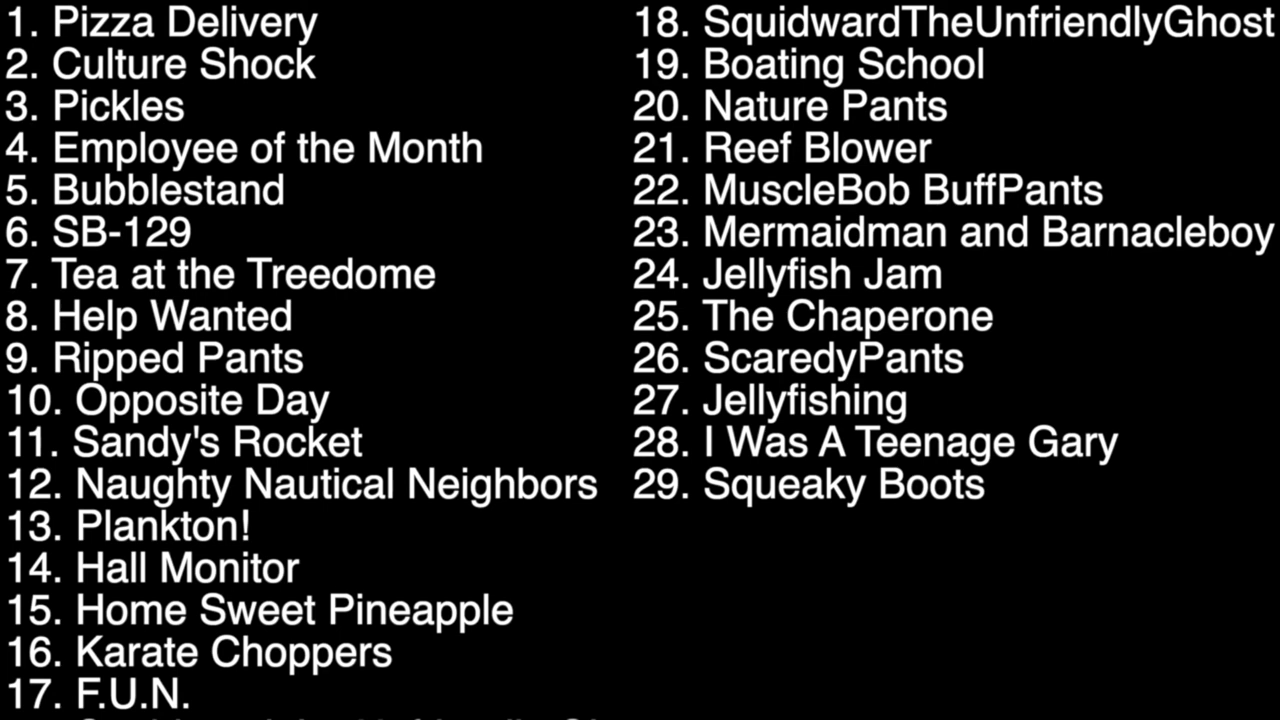 1. Pizza Delivery
2. Culture Shock
3. Pickles
4. Employee of the Month
5. Bubblestand
6. SB-129
7. Tea at the Treedome
8. Help Wanted
9. Ripped Pants
10. Opposite Day
11. Sandy's Rocket
12. Naughty Nautical Neighbors
13. Plankton!
14. Hall Monitor
15. Home Sweet Pineapple
16. Karate Choppers
17. F.U.N.
18. SquidwardTheUnfriendlyGhost
19. Boating School
20. Nature Pants
21. Reef Blower
22. MuscleBob BuffPants
23. Mermaidman and Barnacleboy
24. Jellyfish Jam
25. The Chaperone
26. ScaredyPants
27. Jellyfishing
28. I Was A Teenage Gary
29. Squeaky Boots